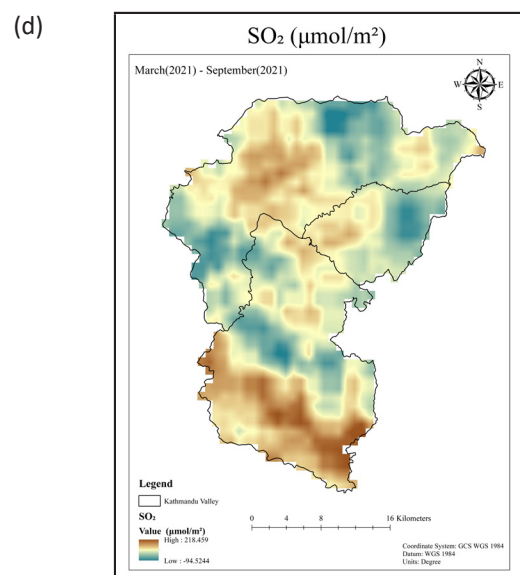 (d)
SO₂ (µmol/m²)
March(2021) - September(2021)
N
W E
S
Legend
Kathmandu Valley
SO₂
Value (µmol/m²)
High : 218.459
Low : -94.5244
0 4 8 12 16 Kilometers
Coordinate System: GCS WGS 1984
Datum: WGS 1984
Units: Degree